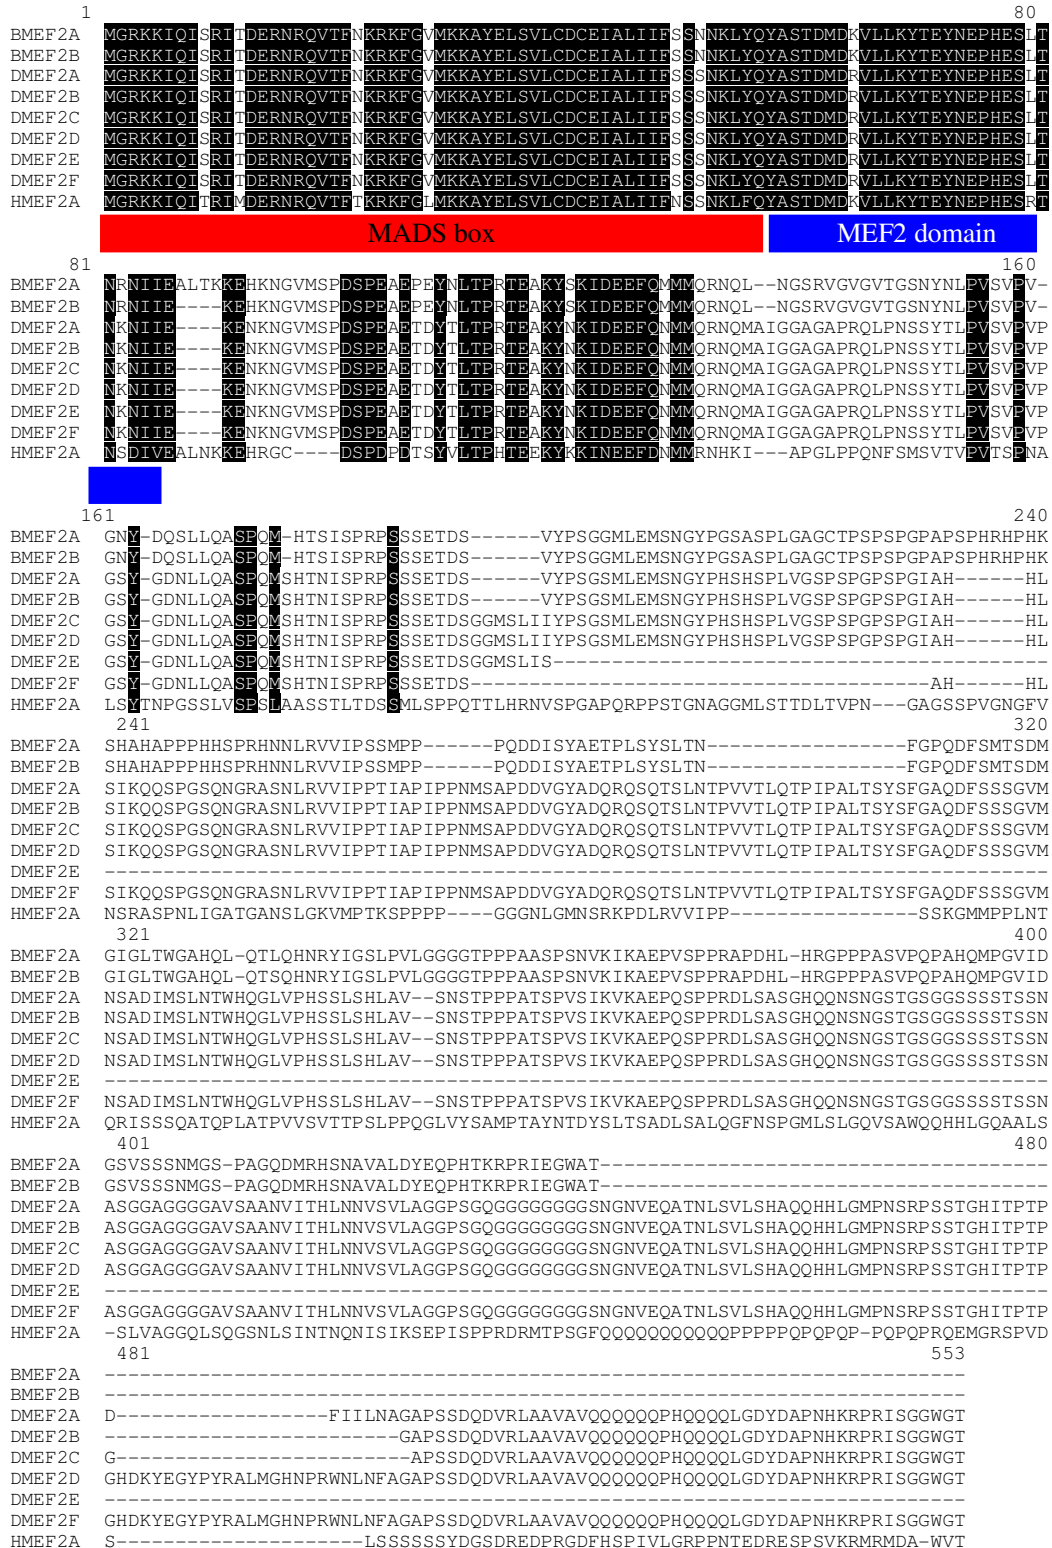 1 80
BMEF2A MGRKKIQISRITDERNRQVTFNKRKFGVMKKAYELSVLCDCEIALIIFSSNNKLYQYASTDMDKVLLKYTEYNEPHESLT
BMEF2B MGRKKIQISRITDERNRQVTFNKRKFGVMKKAYELSVLCDCEIALIIFSSNNKLYQYASTDMDKVLLKYTEYNEPHESLT
DMEF2A MGRKKIQISRITDERNRQVTFNKRKFGVMKKAYELSVLCDCEIALIIFSSSNKLYQYASTDMDRVLLKYTEYNEPHESLT
DMEF2B MGRKKIQISRITDERNRQVTFNKRKFGVMKKAYELSVLCDCEIALIIFSSSNKLYQYASTDMDRVLLKYTEYNEPHESLT
DMEF2C MGRKKIQISRITDERNRQVTFNKRKFGVMKKAYELSVLCDCEIALIIFSSSNKLYQYASTDMDRVLLKYTEYNEPHESLT
DMEF2D MGRKKIQISRITDERNRQVTFNKRKFGVMKKAYELSVLCDCEIALIIFSSSNKLYQYASTDMDRVLLKYTEYNEPHESLT
DMEF2E MGRKKIQISRITDERNRQVTFNKRKFGVMKKAYELSVLCDCEIALIIFSSSNKLYQYASTDMDRVLLKYTEYNEPHESLT
DMEF2F MGRKKIQISRITDERNRQVTFNKRKFGVMKKAYELSVLCDCEIALIIFSSSNKLYQYASTDMDRVLLKYTEYNEPHESLT
HMEF2A MGRKKIQITRIMDERNRQVTFTKRKFGLMKKAYELSVLCDCEIALIIFNSSNKLFQYASTDMDKVLLKYTEYNEPHESRT
MADS box MEF2 domain
81 160
BMEF2A NRNIIEALTKKEHKNGVMSPDSPEAEPEYNLTPRTEAKYSKIDEEFQMMMQRNQL--NGSRVGVGVTGSNYNLPVSVPV-
BMEF2B NRNIIE----KEHKNGVMSPDSPEAEPEYNLTPRTEAKYSKIDEEFQMMMQRNQL--NGSRVGVGVTGSNYNLPVSVPV-
DMEF2A NKNIIE----KENKNGVMSPDSPEAETDYTLTPRTEAKYNKIDEEFQNMMQRNQMAIGGAGAPRQLPNSSYTLPVSVPVP
DMEF2B NKNIIE----KENKNGVMSPDSPEAETDYTLTPRTEAKYNKIDEEFQNMMQRNQMAIGGAGAPRQLPNSSYTLPVSVPVP
DMEF2C NKNIIE----KENKNGVMSPDSPEAETDYTLTPRTEAKYNKIDEEFQNMMQRNQMAIGGAGAPRQLPNSSYTLPVSVPVP
DMEF2D NKNIIE----KENKNGVMSPDSPEAETDYTLTPRTEAKYNKIDEEFQNMMQRNQMAIGGAGAPRQLPNSSYTLPVSVPVP
DMEF2E NKNIIE----KENKNGVMSPDSPEAETDYTLTPRTEAKYNKIDEEFQNMMQRNQMAIGGAGAPRQLPNSSYTLPVSVPVP
DMEF2F NKNIIE----KENKNGVMSPDSPEAETDYTLTPRTEAKYNKIDEEFQNMMQRNQMAIGGAGAPRQLPNSSYTLPVSVPVP
HMEF2A NSDIVEALNKKEHRGC----DSPDPDTSYVLTPHTEEKYKKINEEFDNMMRNHKI---APGLPPQNFSMSVTVPVTSPNA
161 240
BMEF2A GNY-DQSLLQASPQM-HTSISPRPSSSETDS------VYPSGGMLEMSNGYPGSASPLGAGCTPSPSPGPAPSPHRHPHK
BMEF2B GNY-DQSLLQASPQM-HTSISPRPSSSETDS------VYPSGGMLEMSNGYPGSASPLGAGCTPSPSPGPAPSPHRHPHK
DMEF2A GSY-GDNLLQASPQMSHTNISPRPSSSETDS------VYPSGSMLEMSNGYPHSHSPLVGSPSPGPSPGIAH------HL
DMEF2B GSY-GDNLLQASPQMSHTNISPRPSSSETDS------VYPSGSMLEMSNGYPHSHSPLVGSPSPGPSPGIAH------HL
DMEF2C GSY-GDNLLQASPQMSHTNISPRPSSSETDSGGMSLIIYPSGSMLEMSNGYPHSHSPLVGSPSPGPSPGIAH------HL
DMEF2D GSY-GDNLLQASPQMSHTNISPRPSSSETDSGGMSLIIYPSGSMLEMSNGYPHSHSPLVGSPSPGPSPGIAH------HL
DMEF2E GSY-GDNLLQASPQMSHTNISPRPSSSETDSGGMSLIS------------------------------------------
DMEF2F GSY-GDNLLQASPQMSHTNISPRPSSSETDS---------------------------------------AH------HL
HMEF2A LSYTNPGSSLVSPSLAASSTLTDSSMLSPPQTTLHRNVSPGAPQRPPSTGNAGGMLSTTDLTVPN---GAGSSPVGNGFV
241 320
BMEF2A SHAHAPPPHHSPRHNNLRVVIPSSMPP------PQDDISYAETPLSYSLTN-----------------FGPQDFSMTSDM
BMEF2B SHAHAPPPHHSPRHNNLRVVIPSSMPP------PQDDISYAETPLSYSLTN-----------------FGPQDFSMTSDM
DMEF2A SIKQQSPGSQNGRASNLRVVIPPTIAPIPPNMSAPDDVGYADQRQSQTSLNTPVVTLQTPIPALTSYSFGAQDFSSSGVM
DMEF2B SIKQQSPGSQNGRASNLRVVIPPTIAPIPPNMSAPDDVGYADQRQSQTSLNTPVVTLQTPIPALTSYSFGAQDFSSSGVM
DMEF2C SIKQQSPGSQNGRASNLRVVIPPTIAPIPPNMSAPDDVGYADQRQSQTSLNTPVVTLQTPIPALTSYSFGAQDFSSSGVM
DMEF2D SIKQQSPGSQNGRASNLRVVIPPTIAPIPPNMSAPDDVGYADQRQSQTSLNTPVVTLQTPIPALTSYSFGAQDFSSSGVM
DMEF2E --------------------------------------------------------------------------------
DMEF2F SIKQQSPGSQNGRASNLRVVIPPTIAPIPPNMSAPDDVGYADQRQSQTSLNTPVVTLQTPIPALTSYSFGAQDFSSSGVM
HMEF2A NSRASPNLIGATGANSLGKVMPTKSPPPP----GGGNLGMNSRKPDLRVVIPP----------------SSKGMMPPLNT
321 400
BMEF2A GIGLTWGAHQL-QTLQHNRYIGSLPVLGGGGTPPPAASPSNVKIKAEPVSPPRAPDHL-HRGPPPASVPQPAHQMPGVID
BMEF2B GIGLTWGAHQL-QTSQHNRYIGSLPVLGGGGTPPPAASPSNVKIKAEPVSPPRAPDHL-HRGPPPASVPQPAHQMPGVID
DMEF2A NSADIMSLNTWHQGLVPHSSLSHLAV--SNSTPPPATSPVSIKVKAEPQSPPRDLSASGHQQNSNGSTGSGGSSSSTSSN
DMEF2B NSADIMSLNTWHQGLVPHSSLSHLAV--SNSTPPPATSPVSIKVKAEPQSPPRDLSASGHQQNSNGSTGSGGSSSSTSSN
DMEF2C NSADIMSLNTWHQGLVPHSSLSHLAV--SNSTPPPATSPVSIKVKAEPQSPPRDLSASGHQQNSNGSTGSGGSSSSTSSN
DMEF2D NSADIMSLNTWHQGLVPHSSLSHLAV--SNSTPPPATSPVSIKVKAEPQSPPRDLSASGHQQNSNGSTGSGGSSSSTSSN
DMEF2E --------------------------------------------------------------------------------
DMEF2F NSADIMSLNTWHQGLVPHSSLSHLAV--SNSTPPPATSPVSIKVKAEPQSPPRDLSASGHQQNSNGSTGSGGSSSSTSSN
HMEF2A QRISSSQATQPLATPVVSVTTPSLPPQGLVYSAMPTAYNTDYSLTSADLSALQGFNSPGMLSLGQVSAWQQHHLGQAALS
401 480
BMEF2A GSVSSSNMGS-PAGQDMRHSNAVALDYEQPHTKRPRIEGWAT--------------------------------------
BMEF2B GSVSSSNMGS-PAGQDMRHSNAVALDYEQPHTKRPRIEGWAT--------------------------------------
DMEF2A ASGGAGGGGAVSAANVITHLNNVSVLAGGPSGQGGGGGGGGSNGNVEQATNLSVLSHAQQHHLGMPNSRPSSTGHITPTP
DMEF2B ASGGAGGGGAVSAANVITHLNNVSVLAGGPSGQGGGGGGGGSNGNVEQATNLSVLSHAQQHHLGMPNSRPSSTGHITPTP
DMEF2C ASGGAGGGGAVSAANVITHLNNVSVLAGGPSGQGGGGGGGGSNGNVEQATNLSVLSHAQQHHLGMPNSRPSSTGHITPTP
DMEF2D ASGGAGGGGAVSAANVITHLNNVSVLAGGPSGQGGGGGGGGSNGNVEQATNLSVLSHAQQHHLGMPNSRPSSTGHITPTP
DMEF2E --------------------------------------------------------------------------------
DMEF2F ASGGAGGGGAVSAANVITHLNNVSVLAGGPSGQGGGGGGGGSNGNVEQATNLSVLSHAQQHHLGMPNSRPSSTGHITPTP
HMEF2A -SLVAGGQLSQGSNLSINTNQNISIKSEPISPPRDRMTPSGFQQQQQQQQQQQPPPPPQPQPQP-PQPQPRQEMGRSPVD
481 553
BMEF2A -------------------------------------------------------------------------
BMEF2B -------------------------------------------------------------------------
DMEF2A D------------------FIILNAGAPSSDQDVRLAAVAVQQQQQQPHQQQQLGDYDAPNHKRPRISGGWGT
DMEF2B -------------------------GAPSSDQDVRLAAVAVQQQQQQPHQQQQLGDYDAPNHKRPRISGGWGT
DMEF2C G-------------------------APSSDQDVRLAAVAVQQQQQQPHQQQQLGDYDAPNHKRPRISGGWGT
DMEF2D GHDKYEGYPYRALMGHNPRWNLNFAGAPSSDQDVRLAAVAVQQQQQQPHQQQQLGDYDAPNHKRPRISGGWGT
DMEF2E -------------------------------------------------------------------------
DMEF2F GHDKYEGYPYRALMGHNPRWNLNFAGAPSSDQDVRLAAVAVQQQQQQPHQQQQLGDYDAPNHKRPRISGGWGT
HMEF2A S---------------------LSSSSSSYDGSDREDPRGDFHSPIVLGRPPNTEDRESPSVKRMRMDA-WVT